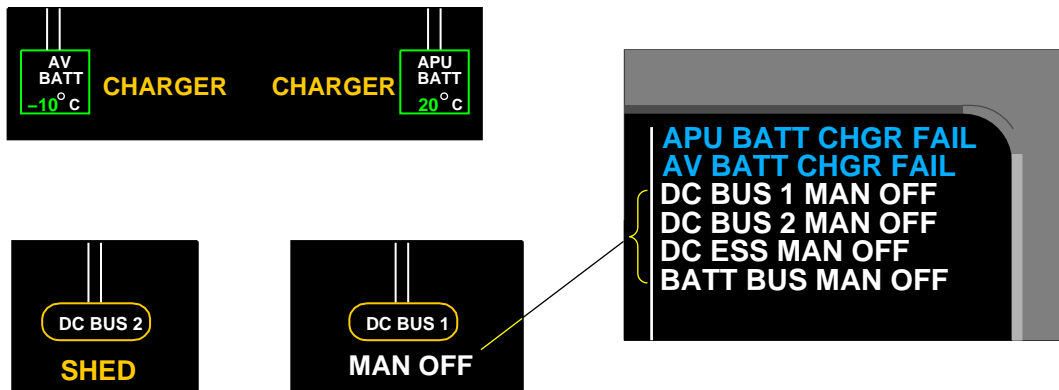 AV
BATT
–10° C
CHARGER
CHARGER
APU
BATT
20° C
APU BATT CHGR FAIL
AV BATT CHGR FAIL
DC BUS 1 MAN OFF
DC BUS 2 MAN OFF
DC ESS MAN OFF
BATT BUS MAN OFF
DC BUS 2
SHED
DC BUS 1
MAN OFF